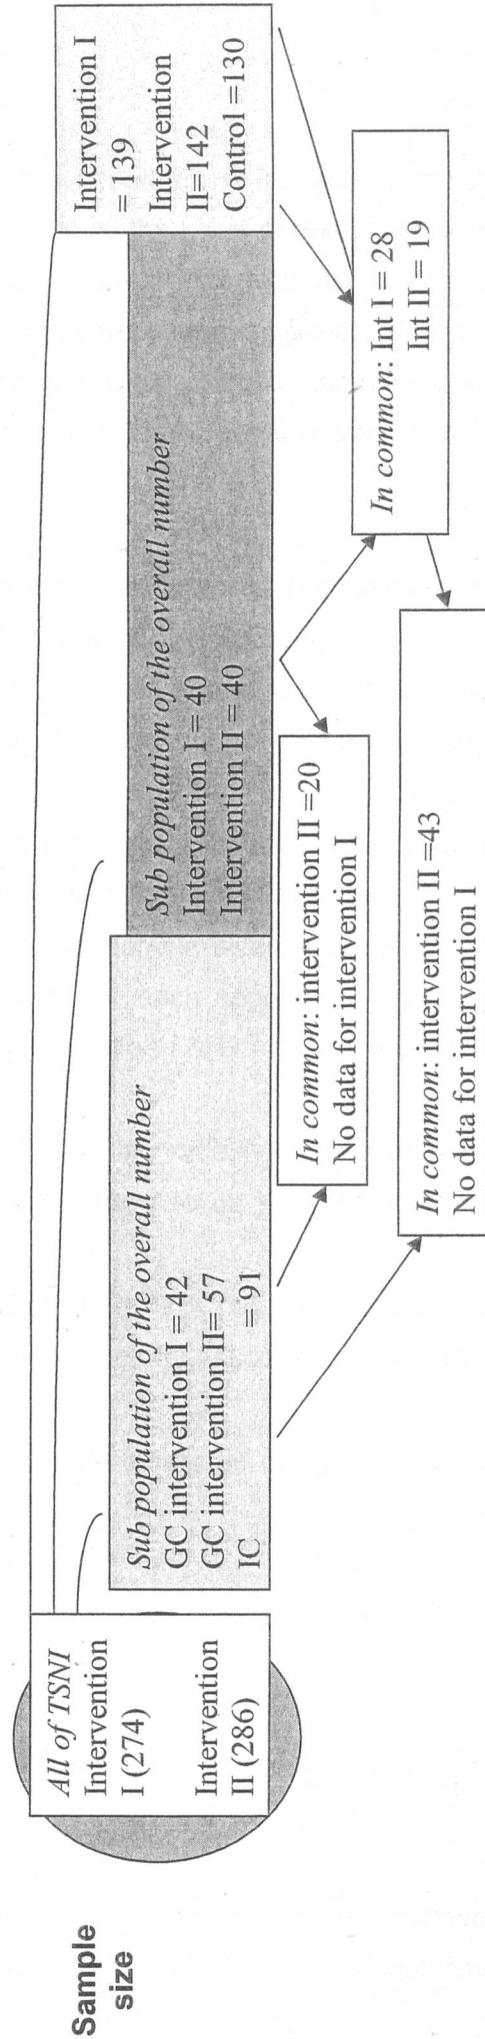 Sample
size
All of TSNI
Intervention
I (274)
Intervention
II (286)
Sub population of the overall number
GC intervention I = 42
GC intervention II= 57
IC = 91
Sub population of the overall number
Intervention I = 40
Intervention II = 40
Intervention I
= 139
Intervention
II=142
Control =130
In common: intervention II =20
No data for intervention I
In common: Int I = 28
Int II = 19
In common: intervention II =43
No data for intervention I